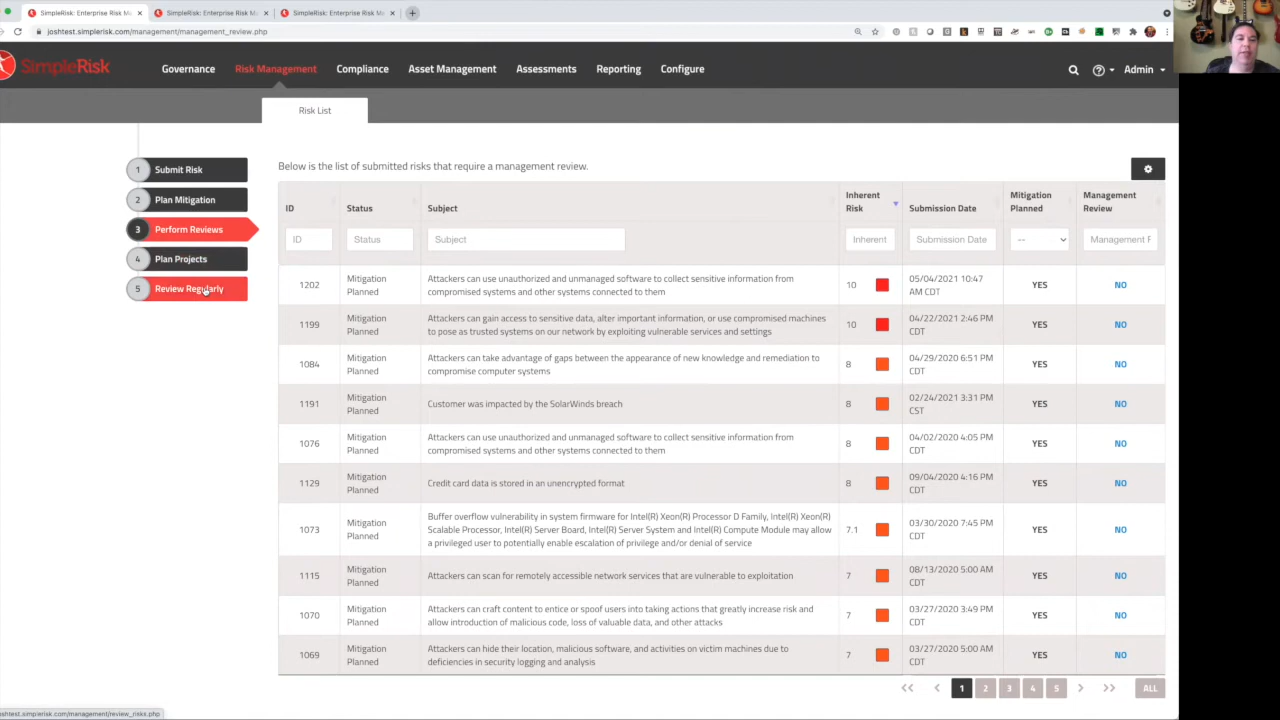 SimpleRisk: Enterprise Risk M
SimpleRisk: Enterprise Risk M
SimpleRisk: Enterprise Risk M
joshtest.simplerisk.com/management/management_review.php
SimpleRisk
Governance
Risk Management
Compliance
Asset Management
Assessments
Reporting
Configure
Admin
Risk List
1 Submit Risk
2 Plan Mitigation
3 Perform Reviews
4 Plan Projects
5 Review Regularly
Below is the list of submitted risks that require a management review.
ID
Status
Subject
Inherent
Risk
Submission Date
Mitigation
Planned
Management
Review
ID
Status
Subject
Inherent
Submission Date
--
Management F
1202
Mitigation
Planned
Attackers can use unauthorized and unmanaged software to collect sensitive information from
compromised systems and other systems connected to them
10
05/04/2021 10:47
AM CDT
YES
NO
1199
Mitigation
Planned
Attackers can gain access to sensitive data, alter important information, or use compromised machines
to pose as trusted systems on our network by exploiting vulnerable services and settings
10
04/22/2021 2:46 PM
CDT
YES
NO
1084
Mitigation
Planned
Attackers can take advantage of gaps between the appearance of new knowledge and remediation to
compromise computer systems
8
04/29/2020 6:51 PM
CDT
YES
NO
1191
Mitigation
Planned
Customer was impacted by the SolarWinds breach
8
02/24/2021 3:31 PM
CST
YES
NO
1076
Mitigation
Planned
Attackers can use unauthorized and unmanaged software to collect sensitive information from
compromised systems and other systems connected to them
8
04/02/2020 4:05 PM
CDT
YES
NO
1129
Mitigation
Planned
Credit card data is stored in an unencrypted format
8
09/04/2020 4:16 PM
CDT
YES
NO
1073
Mitigation
Planned
Buffer overflow vulnerability in system firmware for Intel(R) Xeon(R) Processor D Family, Intel(R) Xeon(R)
Scalable Processor, Intel(R) Server Board, Intel(R) Server System and Intel(R) Compute Module may allow
a privileged user to potentially enable escalation of privilege and/or denial of service
7.1
03/30/2020 7:45 PM
CDT
YES
NO
1115
Mitigation
Planned
Attackers can scan for remotely accessible network services that are vulnerable to exploitation
7
08/13/2020 5:00 AM
CDT
YES
NO
1070
Mitigation
Planned
Attackers can craft content to entice or spoof users into taking actions that greatly increase risk and
allow introduction of malicious code, loss of valuable data, and other attacks
7
03/27/2020 3:49 PM
CDT
YES
NO
1069
Mitigation
Planned
Attackers can hide their location, malicious software, and activities on victim machines due to
deficiencies in security logging and analysis
7
03/27/2020 5:00 AM
CDT
YES
NO
1 2 3 4 5 ALL
joshtest.simplerisk.com/management/review_risks.php